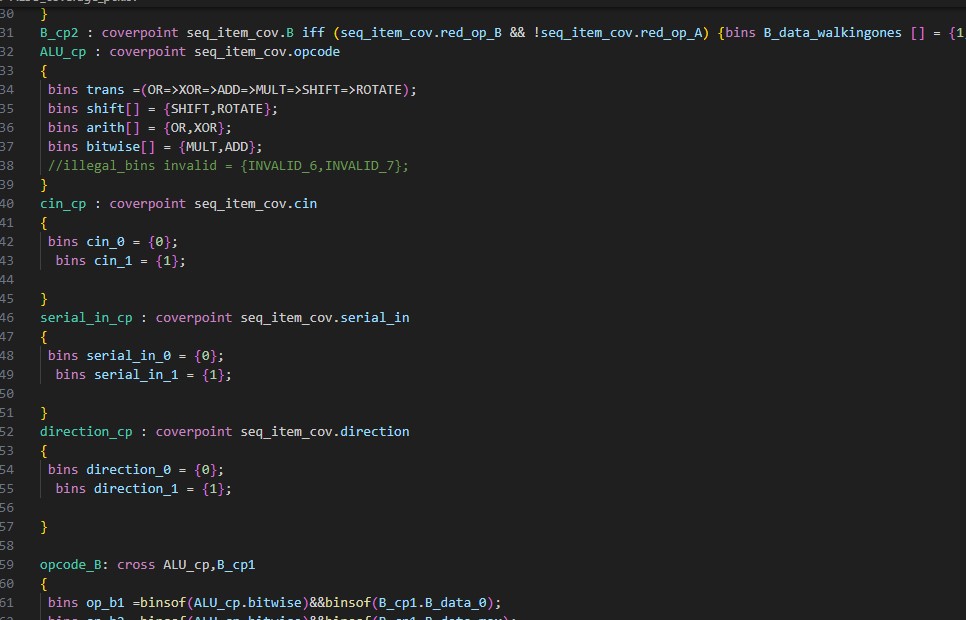 30 }
31 B_cp2 : coverpoint seq_item_cov.B iff (seq_item_cov.red_op_B && !seq_item_cov.red_op_A) {bins B_data_walkingones [] = {1
32 ALU_cp : coverpoint seq_item_cov.opcode
33 {
34 bins trans =(OR=>XOR=>ADD=>MULT=>SHIFT=>ROTATE);
35 bins shift[] = {SHIFT,ROTATE};
36 bins arith[] = {OR,XOR};
37 bins bitwise[] = {MULT,ADD};
38 //illegal_bins invalid = {INVALID_6,INVALID_7};
39 }
40 cin_cp : coverpoint seq_item_cov.cin
41 {
42 bins cin_0 = {0};
43 bins cin_1 = {1};
44
45 }
46 serial_in_cp : coverpoint seq_item_cov.serial_in
47 {
48 bins serial_in_0 = {0};
49 bins serial_in_1 = {1};
50
51 }
52 direction_cp : coverpoint seq_item_cov.direction
53 {
54 bins direction_0 = {0};
55 bins direction_1 = {1};
56
57 }
58
59 opcode_B: cross ALU_cp,B_cp1
60 {
61 bins op_b1 =binsof(ALU_cp.bitwise)&&binsof(B_cp1.B_data_0);